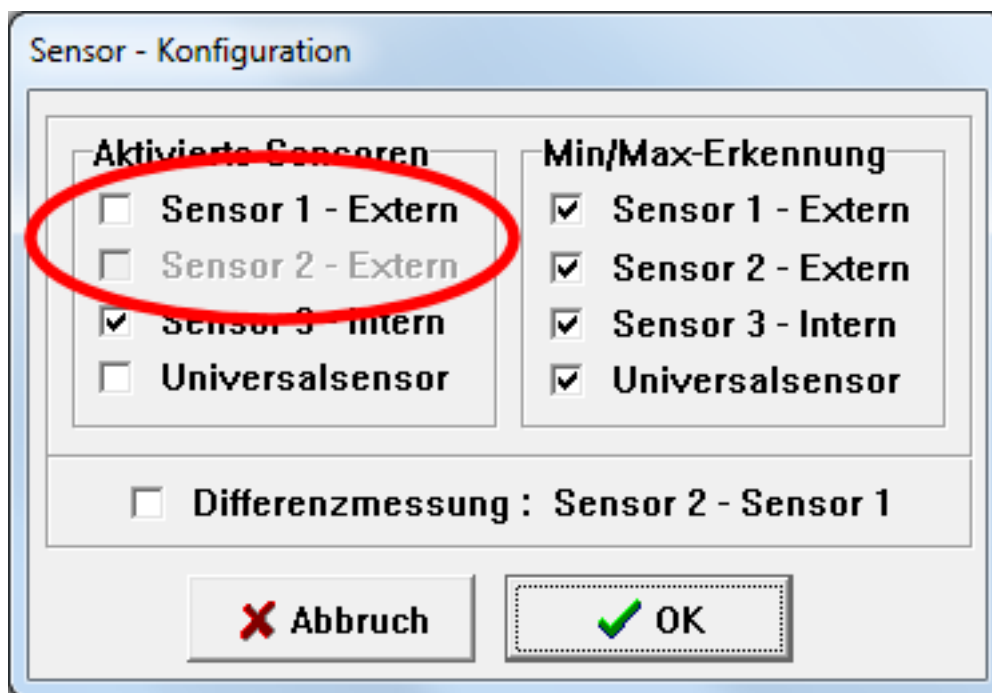 Sensor - Konfiguration
Aktivierte Sensoren
Sensor 1 - Extern
Sensor 2 - Extern
Sensor 3 - Intern
Universalsensor
Min/Max-Erkennung
Sensor 1 - Extern
Sensor 2 - Extern
Sensor 3 - Intern
Universalsensor
Differenzmessung : Sensor 2 - Sensor 1
Abbruch
OK